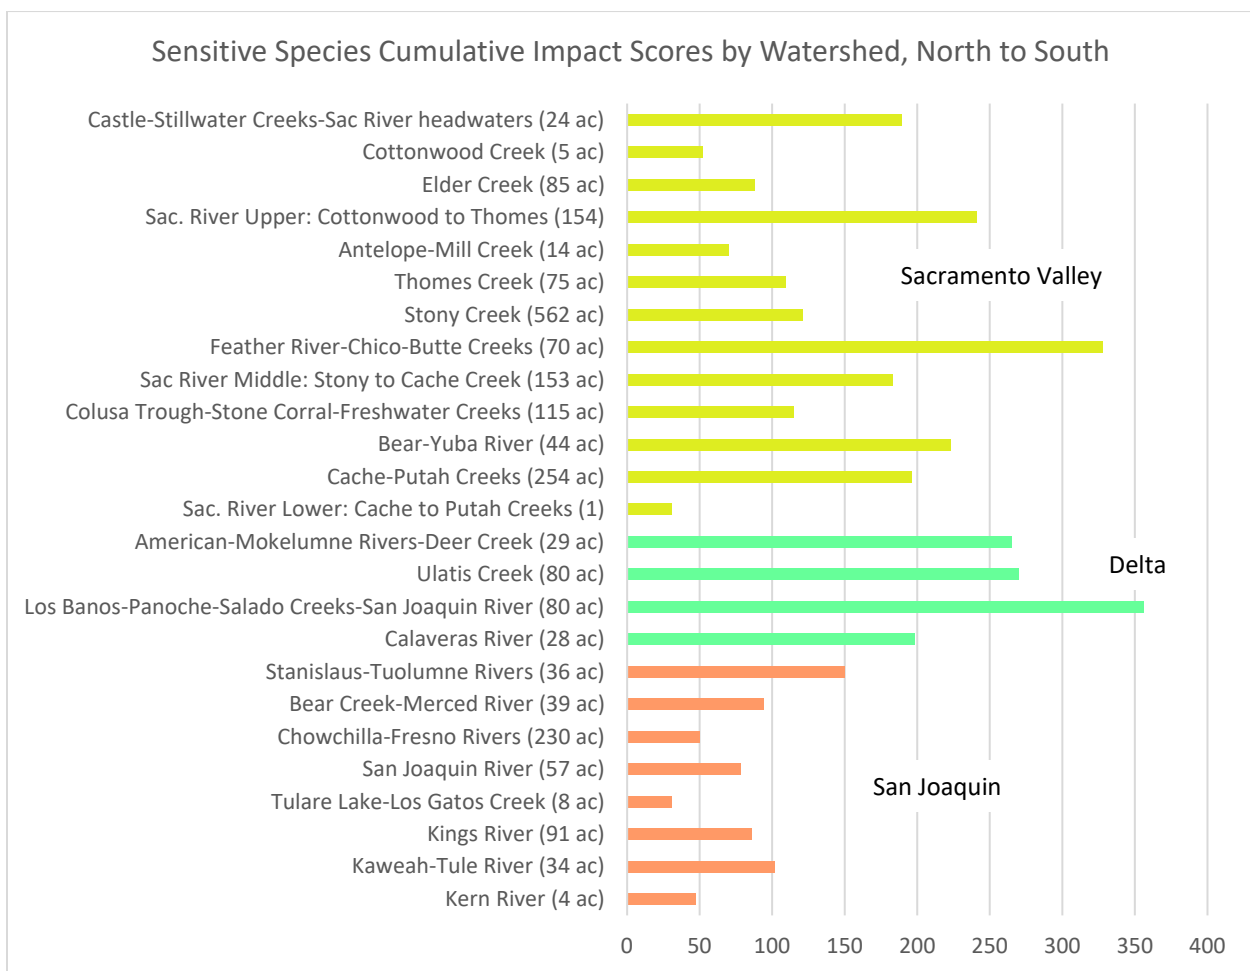 Sensitive Species Cumulative Impact Scores by Watershed, North to South
Castle-Stillwater Creeks-Sac River headwaters (24 ac)
Cottonwood Creek (5 ac)
Elder Creek (85 ac)
Sac. River Upper: Cottonwood to Thomes (154)
Antelope-Mill Creek (14 ac)
Thomes Creek (75 ac)
Sacramento Valley
Stony Creek (562 ac)
Feather River-Chico-Butte Creeks (70 ac)
Sac River Middle: Stony to Cache Creek (153 ac)
Colusa Trough-Stone Corral-Freshwater Creeks (115 ac)
Bear-Yuba River (44 ac)
Cache-Putah Creeks (254 ac)
Sac. River Lower: Cache to Putah Creeks (1)
American-Mokelumne Rivers-Deer Creek (29 ac)
Delta
Ulatis Creek (80 ac)
Los Banos-Panoche-Salado Creeks-San Joaquin River (80 ac)
Calaveras River (28 ac)
Stanislaus-Tuolumne Rivers (36 ac)
Bear Creek-Merced River (39 ac)
Chowchilla-Fresno Rivers (230 ac)
San Joaquin River (57 ac)
San Joaquin
Tulare Lake-Los Gatos Creek (8 ac)
Kings River (91 ac)
Kaweah-Tule River (34 ac)
Kern River (4 ac)
0 50 100 150 200 250 300 350 400